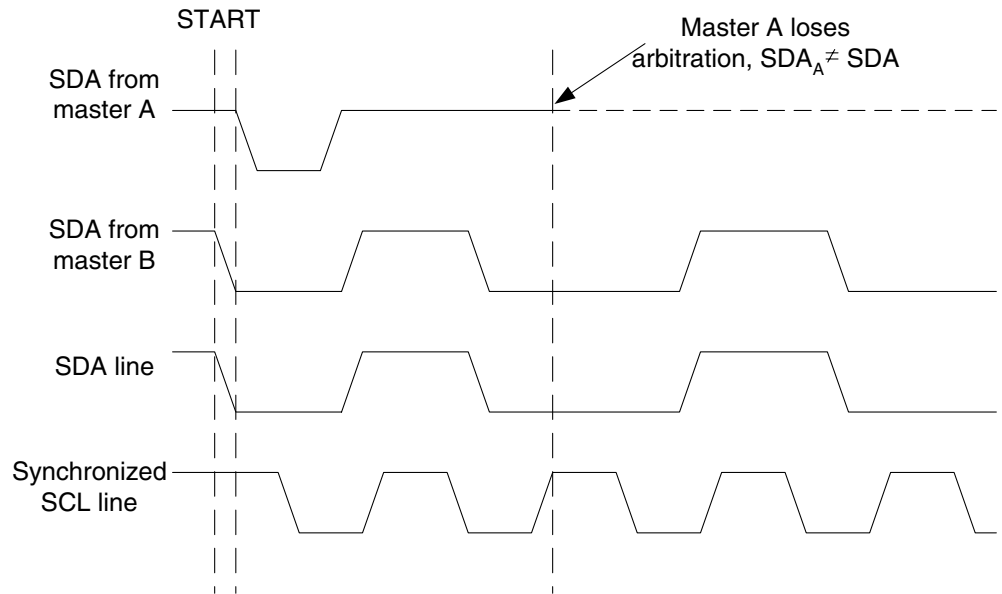 START
Master A loses
arbitration, SDA_A ≠ SDA
SDA from
master A
SDA from
master B
SDA line
Synchronized
SCL line